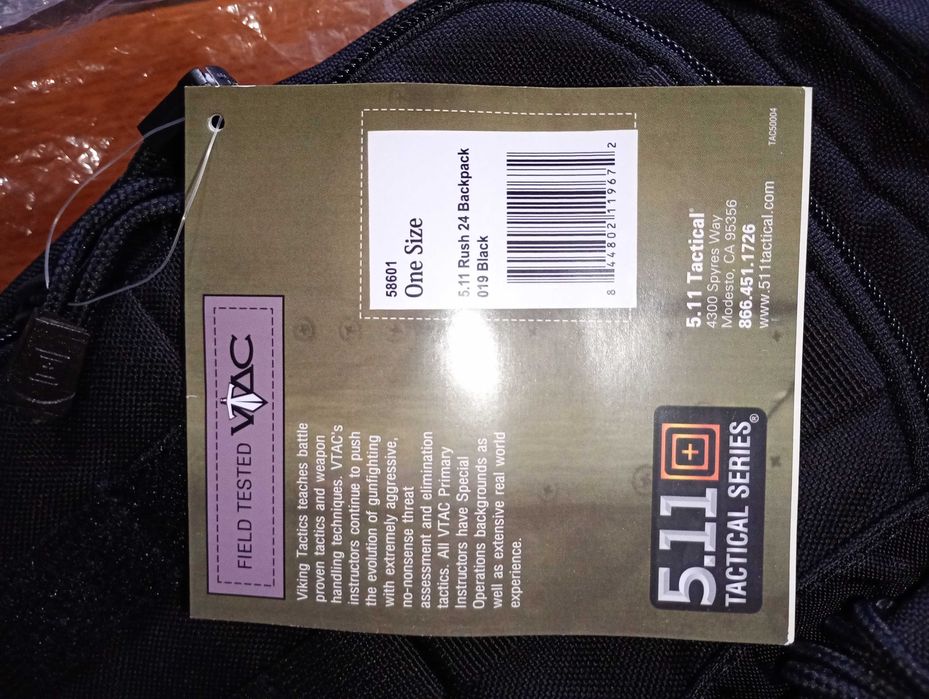 FIELD TESTED VTAC
Viking Tactics teaches battle
proven tactics and weapon
handling techniques. VTAC's
instructors continue to push
the evolution of gunfighting
with extremely aggressive,
no-nonsense threat
assessment and elimination
tactics. All VTAC Primary
Instructors have Special
Operations backgrounds as
well as extensive real world
experience.
58601
One Size
5.11 Rush 24 Backpack
019 Black
8 44802 11967 2
5.11
TACTICAL SERIES®
5.11 Tactical®
4300 Spyres Way
Modesto, CA 95356
866.451.1726
www.511tactical.com
TAC50004